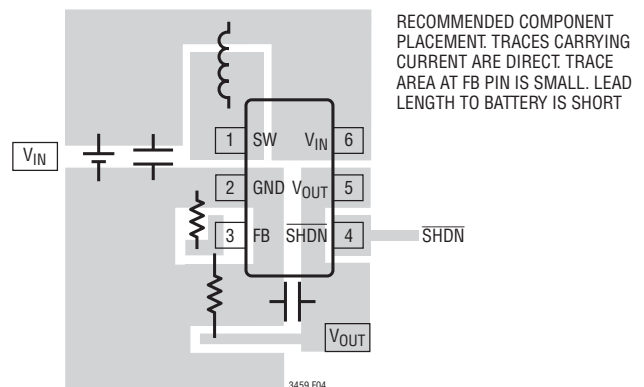 RECOMMENDED COMPONENT
PLACEMENT. TRACES CARRYING
CURRENT ARE DIRECT. TRACE
AREA AT FB PIN IS SMALL. LEAD
LENGTH TO BATTERY IS SHORT
1 SW VIN 6
VIN
2 GND VOUT 5
3 FB SHDN 4 SHDN
VOUT
3459 F04